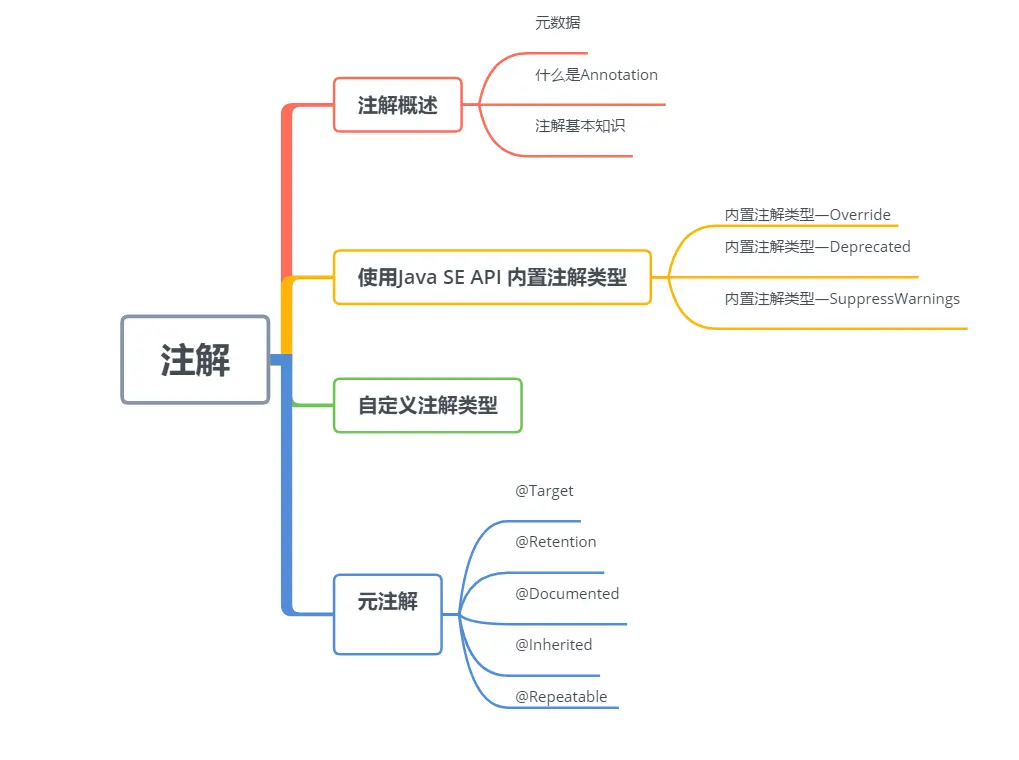 注解
注解概述
元数据
什么是Annotation
注解基本知识
使用Java SE API 内置注解类型
内置注解类型—Override
内置注解类型—Deprecated
内置注解类型—SuppressWarnings
自定义注解类型
元注解
@Target
@Retention
@Documented
@Inherited
@Repeatable